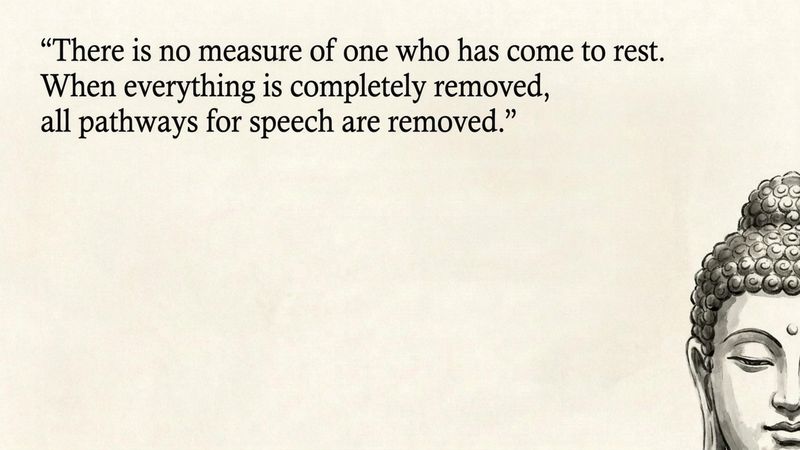 “There is no measure of one who has come to rest.
When everything is completely removed,
all pathways for speech are removed.”